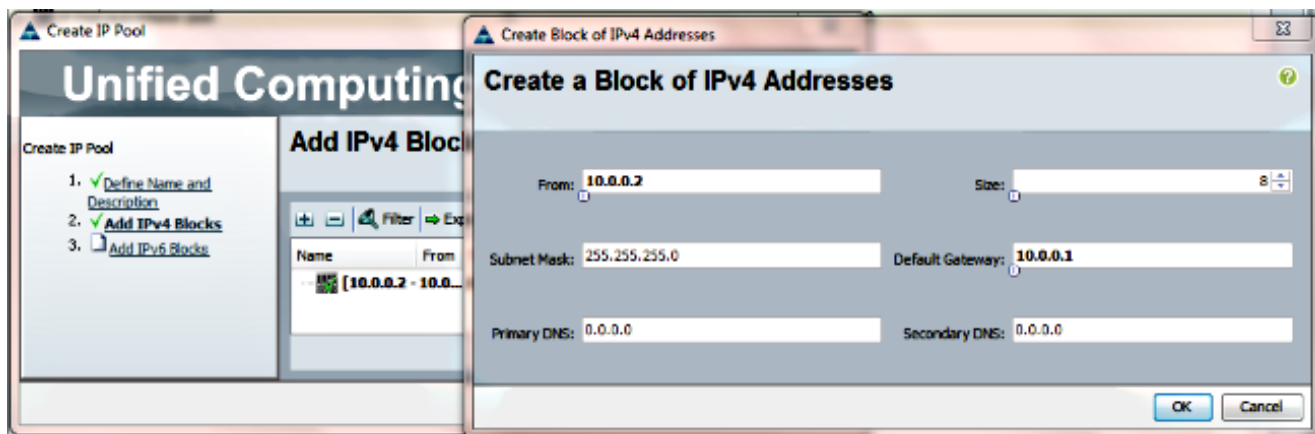 Create IP Pool
Unified Computing
Create IP Pool
1. Define Name and
Description
2. Add IPv4 Blocks
3. Add IPv6 Blocks
Add IPv4 Bloc
Filter
Name From
[10.0.0.2 - 10.0...
Create Block of IPv4 Addresses
Create a Block of IPv4 Addresses
From: 10.0.0.2 Size: 8
Subnet Mask: 255.255.255.0 Default Gateway: 10.0.0.1
Primary DNS: 0.0.0.0 Secondary DNS: 0.0.0.0
OK Cancel